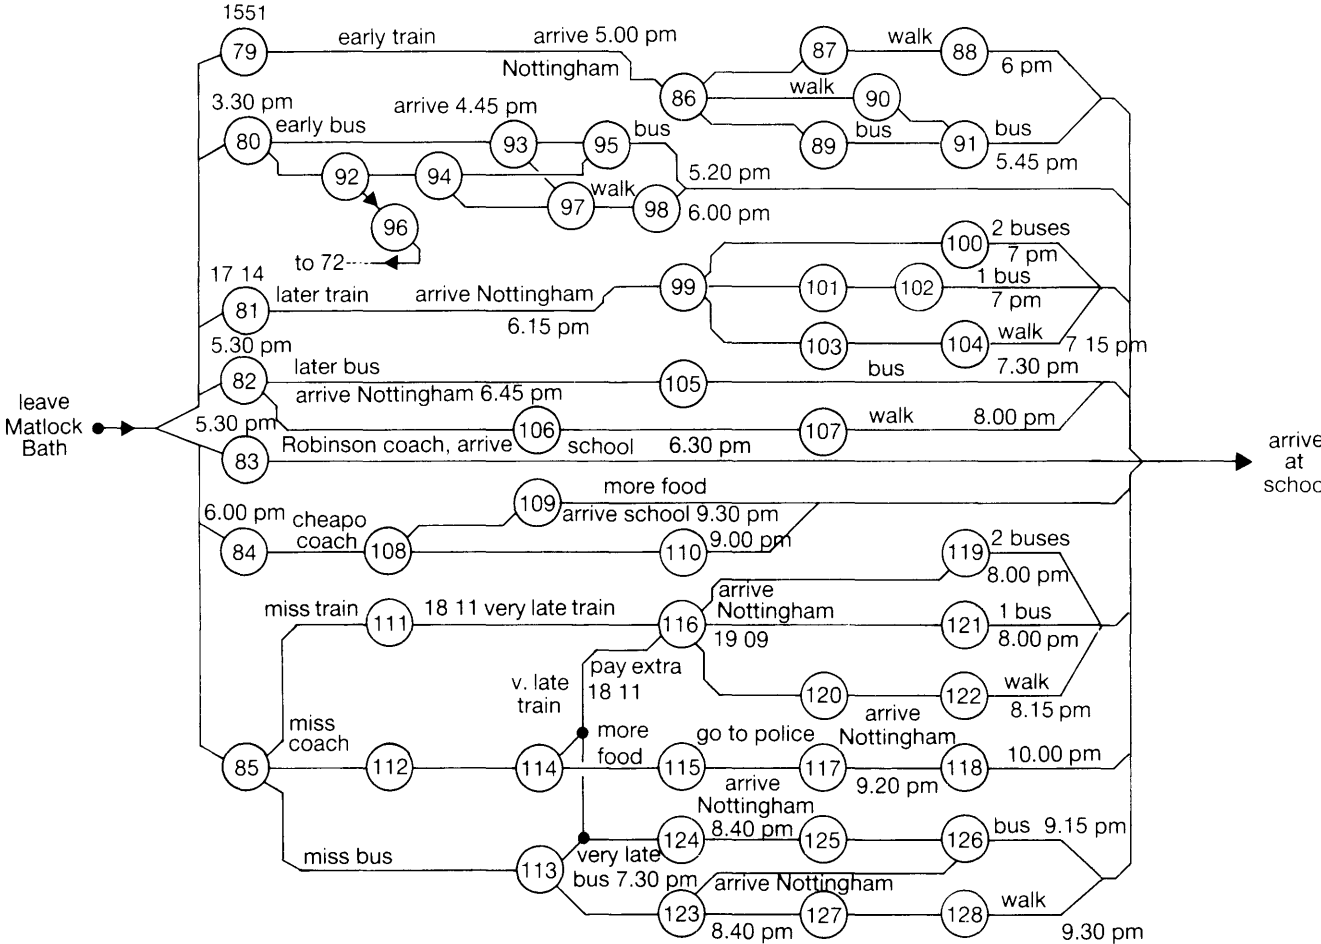 1551
79
early train
arrive 5.00 pm
Nottingham
86
87
walk
88
6 pm
walk
90
89
bus
91
bus
5.45 pm
3.30 pm
80
early bus
arrive 4.45 pm
93
95
bus
5.20 pm
92
94
97
walk
98
6.00 pm
96
to 72
17 14
81
later train
arrive Nottingham
6.15 pm
99
100
2 buses
7 pm
101
102
1 bus
7 pm
103
104
walk
7 15 pm
5.30 pm
82
later bus
arrive Nottingham 6.45 pm
105
bus
7.30 pm
106
107
walk
8.00 pm
leave
Matlock
Bath
5.30 pm
83
Robinson coach, arrive
school
6.30 pm
arrive
at
school
6.00 pm
84
cheapo
coach
108
109
more food
arrive school 9.30 pm
110
9.00 pm
miss train
111
18 11 very late train
116
arrive
Nottingham
19 09
119
2 buses
8.00 pm
121
1 bus
8.00 pm
120
122
walk
8.15 pm
pay extra
18 11
v. late
train
85
miss
coach
112
114
more
food
115
go to police
117
arrive
Nottingham
9.20 pm
118
10.00 pm
miss bus
113
very late
bus 7.30 pm
124
arrive
Nottingham
8.40 pm
125
126
bus 9.15 pm
123
arrive Nottingham
8.40 pm
127
128
walk
9.30 pm